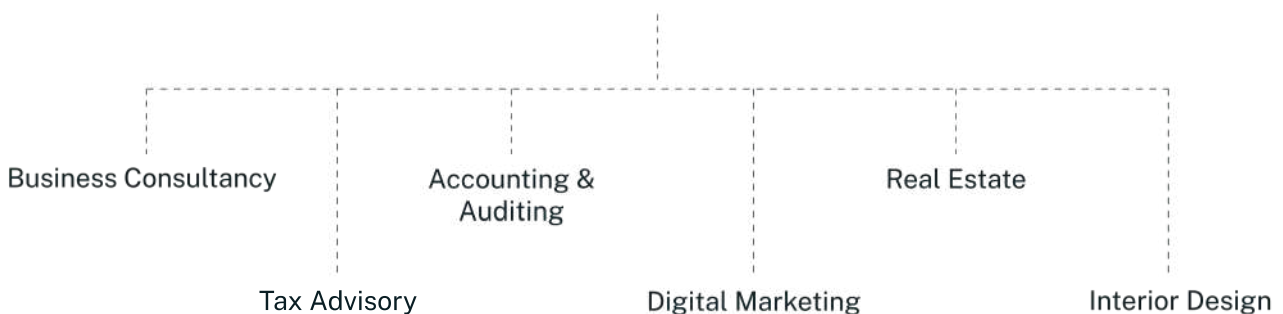 Business Consultancy
Accounting &
Auditing
Real Estate
Tax Advisory
Digital Marketing
Interior Design